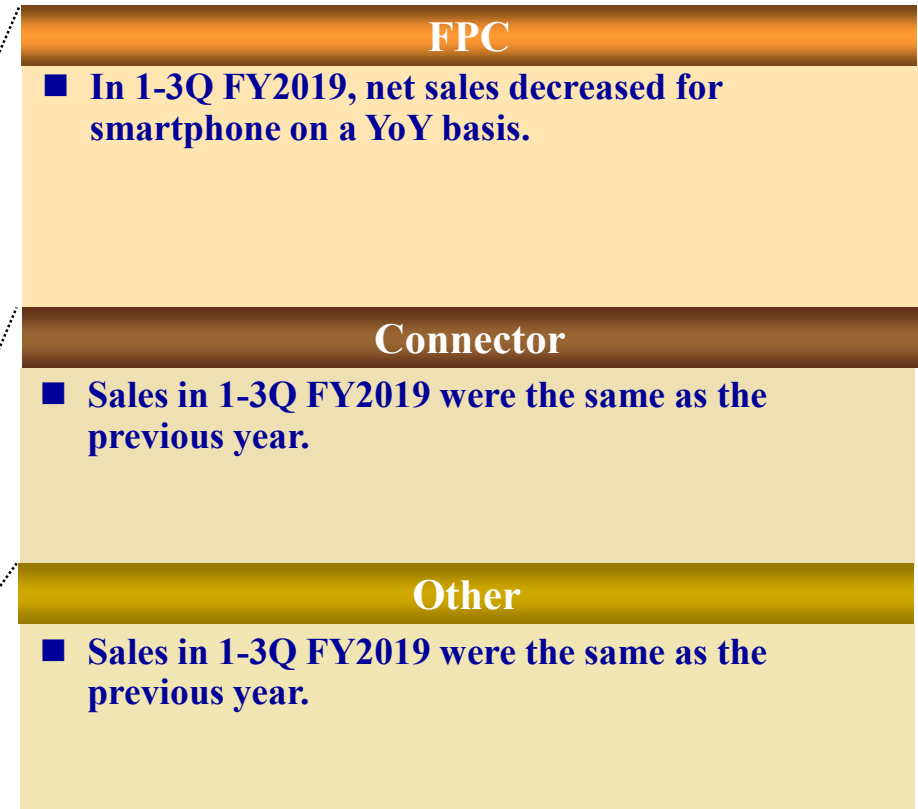 FPC
■ In 1-3Q FY2019, net sales decreased for
smartphone on a YoY basis.
Connector
■ Sales in 1-3Q FY2019 were the same as the
previous year.
Other
■ Sales in 1-3Q FY2019 were the same as the
previous year.